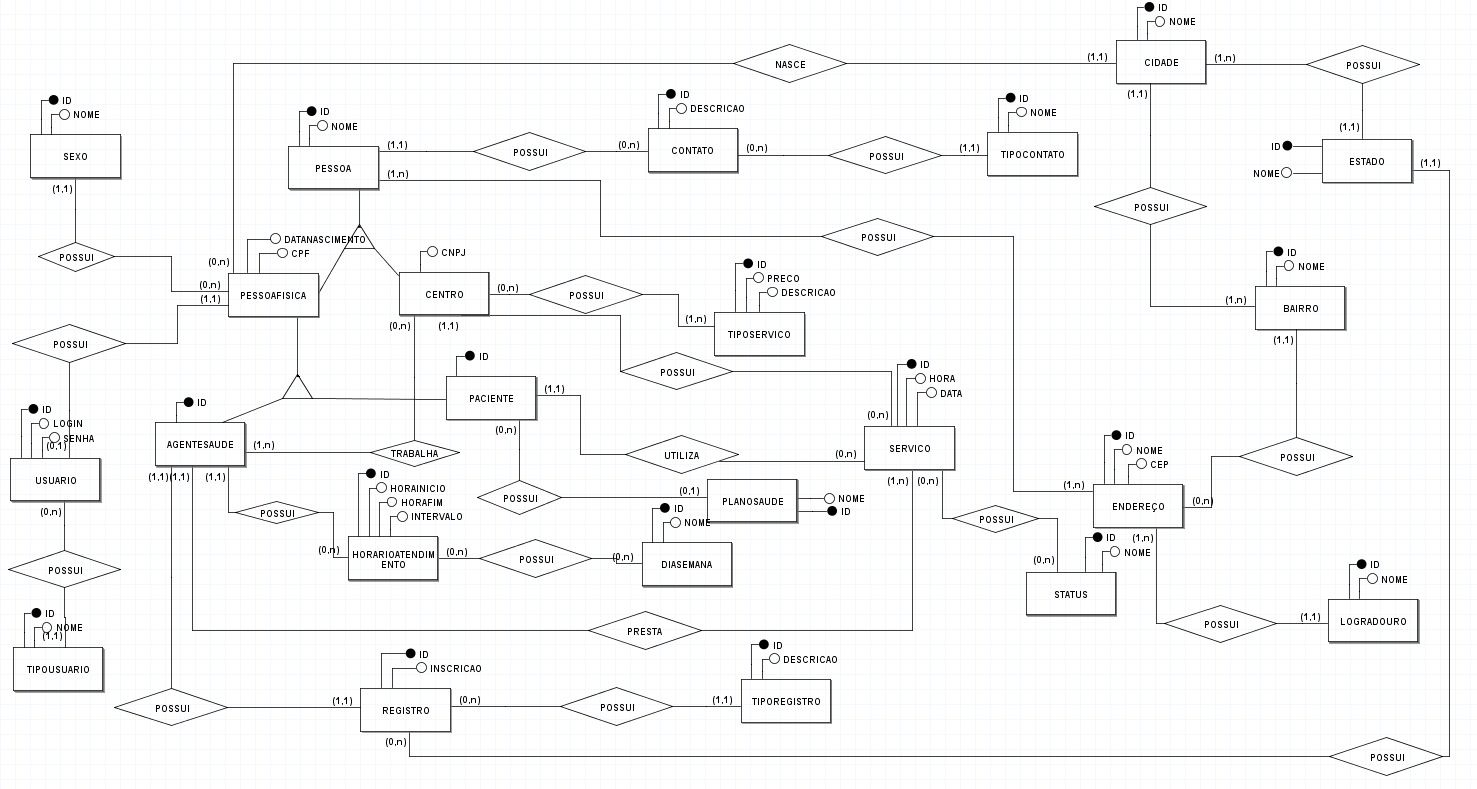 ID
NOME
CIDADE
(1,1)
(1,n)
(1,1)
NASCE
POSSUI
(1,1)
ID
NOME
ESTADO
(1,1)
ID
NOME
SEXO
(1,1)
ID
NOME
PESSOA
(1,1)
(1,n)
POSSUI
(0,n)
ID
DESCRICAO
CONTATO
(0,n)
POSSUI
(1,1)
ID
NOME
TIPOCONTATO
POSSUI
POSSUI
POSSUI
DATANASCIMENTO
CPF
(0,n)
(0,n)
(1,1)
PESSOAFISICA
CNPJ
CENTRO
(0,n)
(0,n)
(1,1)
POSSUI
(1,n)
ID
PRECO
DESCRICAO
TIPOSERVICO
ID
NOME
(1,n)
BAIRRO
(1,1)
POSSUI
POSSUI
ID
PACIENTE
(1,1)
(0,n)
ID
HORA
DATA
(0,n)
SERVICO
(0,n)
(1,n)
(0,n)
ID
AGENTESAUDE
(1,n)
(1,1)
(1,1)
(1,1)
TRABALHA
UTILIZA
ID
LOGIN
SENHA
(0,1)
USUARIO
(0,n)
POSSUI
ID
HORAINICIO
HORAFIM
INTERVALO
(0,n)
HORARIOATENDIM
ENTO
(0,n)
POSSUI
POSSUI
(0,1)
PLANOSAUDE
NOME
ID
POSSUI
(0,n)
ID
NOME
DIASEMANA
POSSUI
(0,n)
ID
NOME
STATUS
ID
NOME
CEP
(1,n)
ENDEREÇO
(0,n)
(1,n)
POSSUI
POSSUI
(1,1)
ID
NOME
LOGRADOURO
POSSUI
ID
NOME
(1,1)
TIPOUSUARIO
PRESTA
POSSUI
(1,1)
ID
INSCRICAO
REGISTRO
(0,n)
(0,n)
POSSUI
(1,1)
ID
DESCRICAO
TIPOREGISTRO
POSSUI